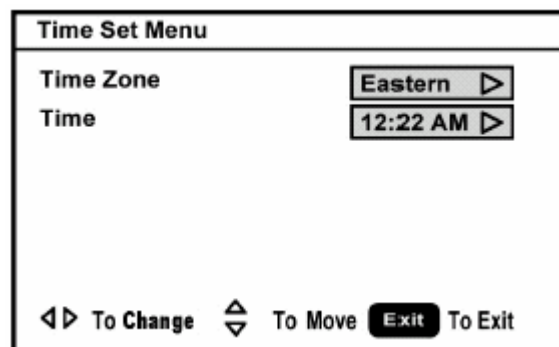 Time Set Menu
Time Zone Eastern
Time 12:22 AM
To Change To Move Exit To Exit